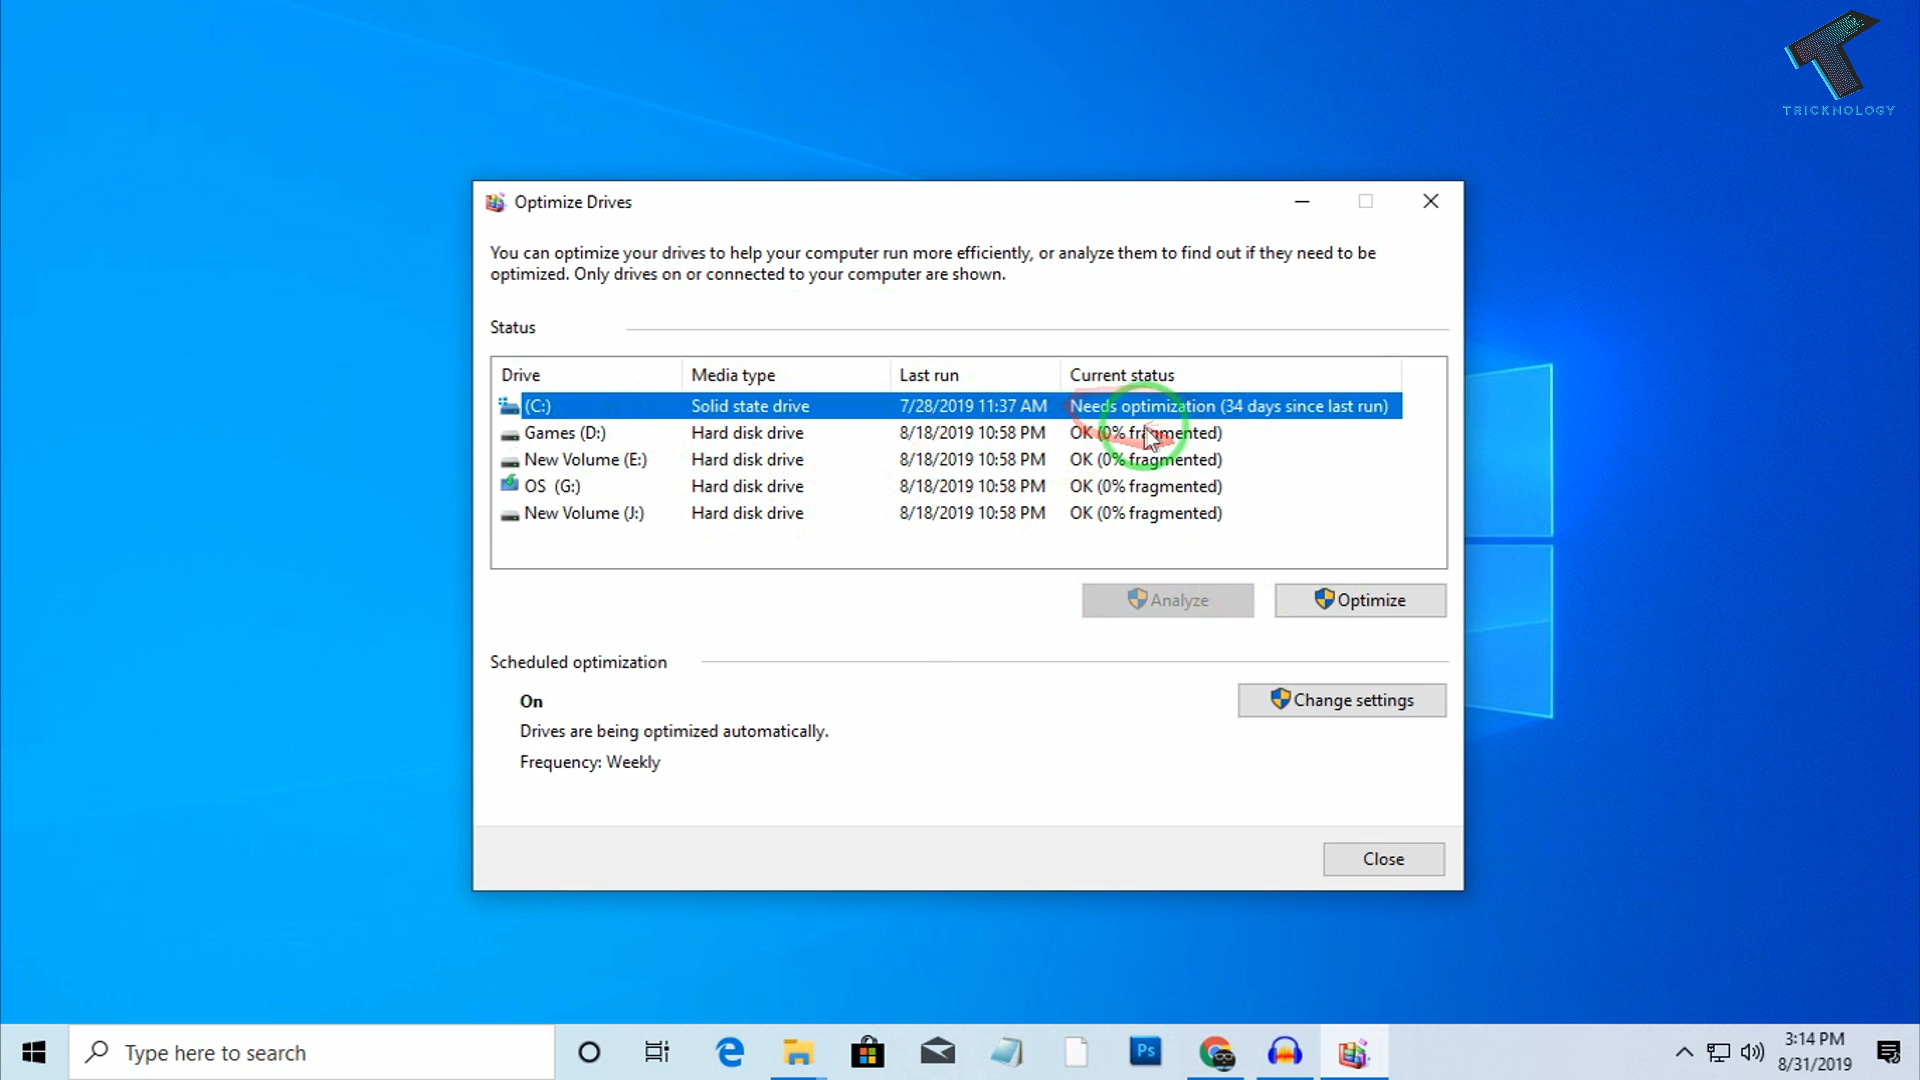 TRICKNOLOGY
Optimize Drives
You can optimize your drives to help your computer run more efficiently, or analyze them to find out if they need to be
optimized. Only drives on or connected to your computer are shown.
Status
Drive Media type Last run Current status
(C:) Solid state drive 7/28/2019 11:37 AM Needs optimization (34 days since last run)
Games (D:) Hard disk drive 8/18/2019 10:58 PM OK (0% fragmented)
New Volume (E:) Hard disk drive 8/18/2019 10:58 PM OK (0% fragmented)
OS (G:) Hard disk drive 8/18/2019 10:58 PM OK (0% fragmented)
New Volume (J:) Hard disk drive 8/18/2019 10:58 PM OK (0% fragmented)
Analyze Optimize
Scheduled optimization
On
Change settings
Drives are being optimized automatically.
Frequency: Weekly
Close
Type here to search
Ps
3:14 PM
8/31/2019